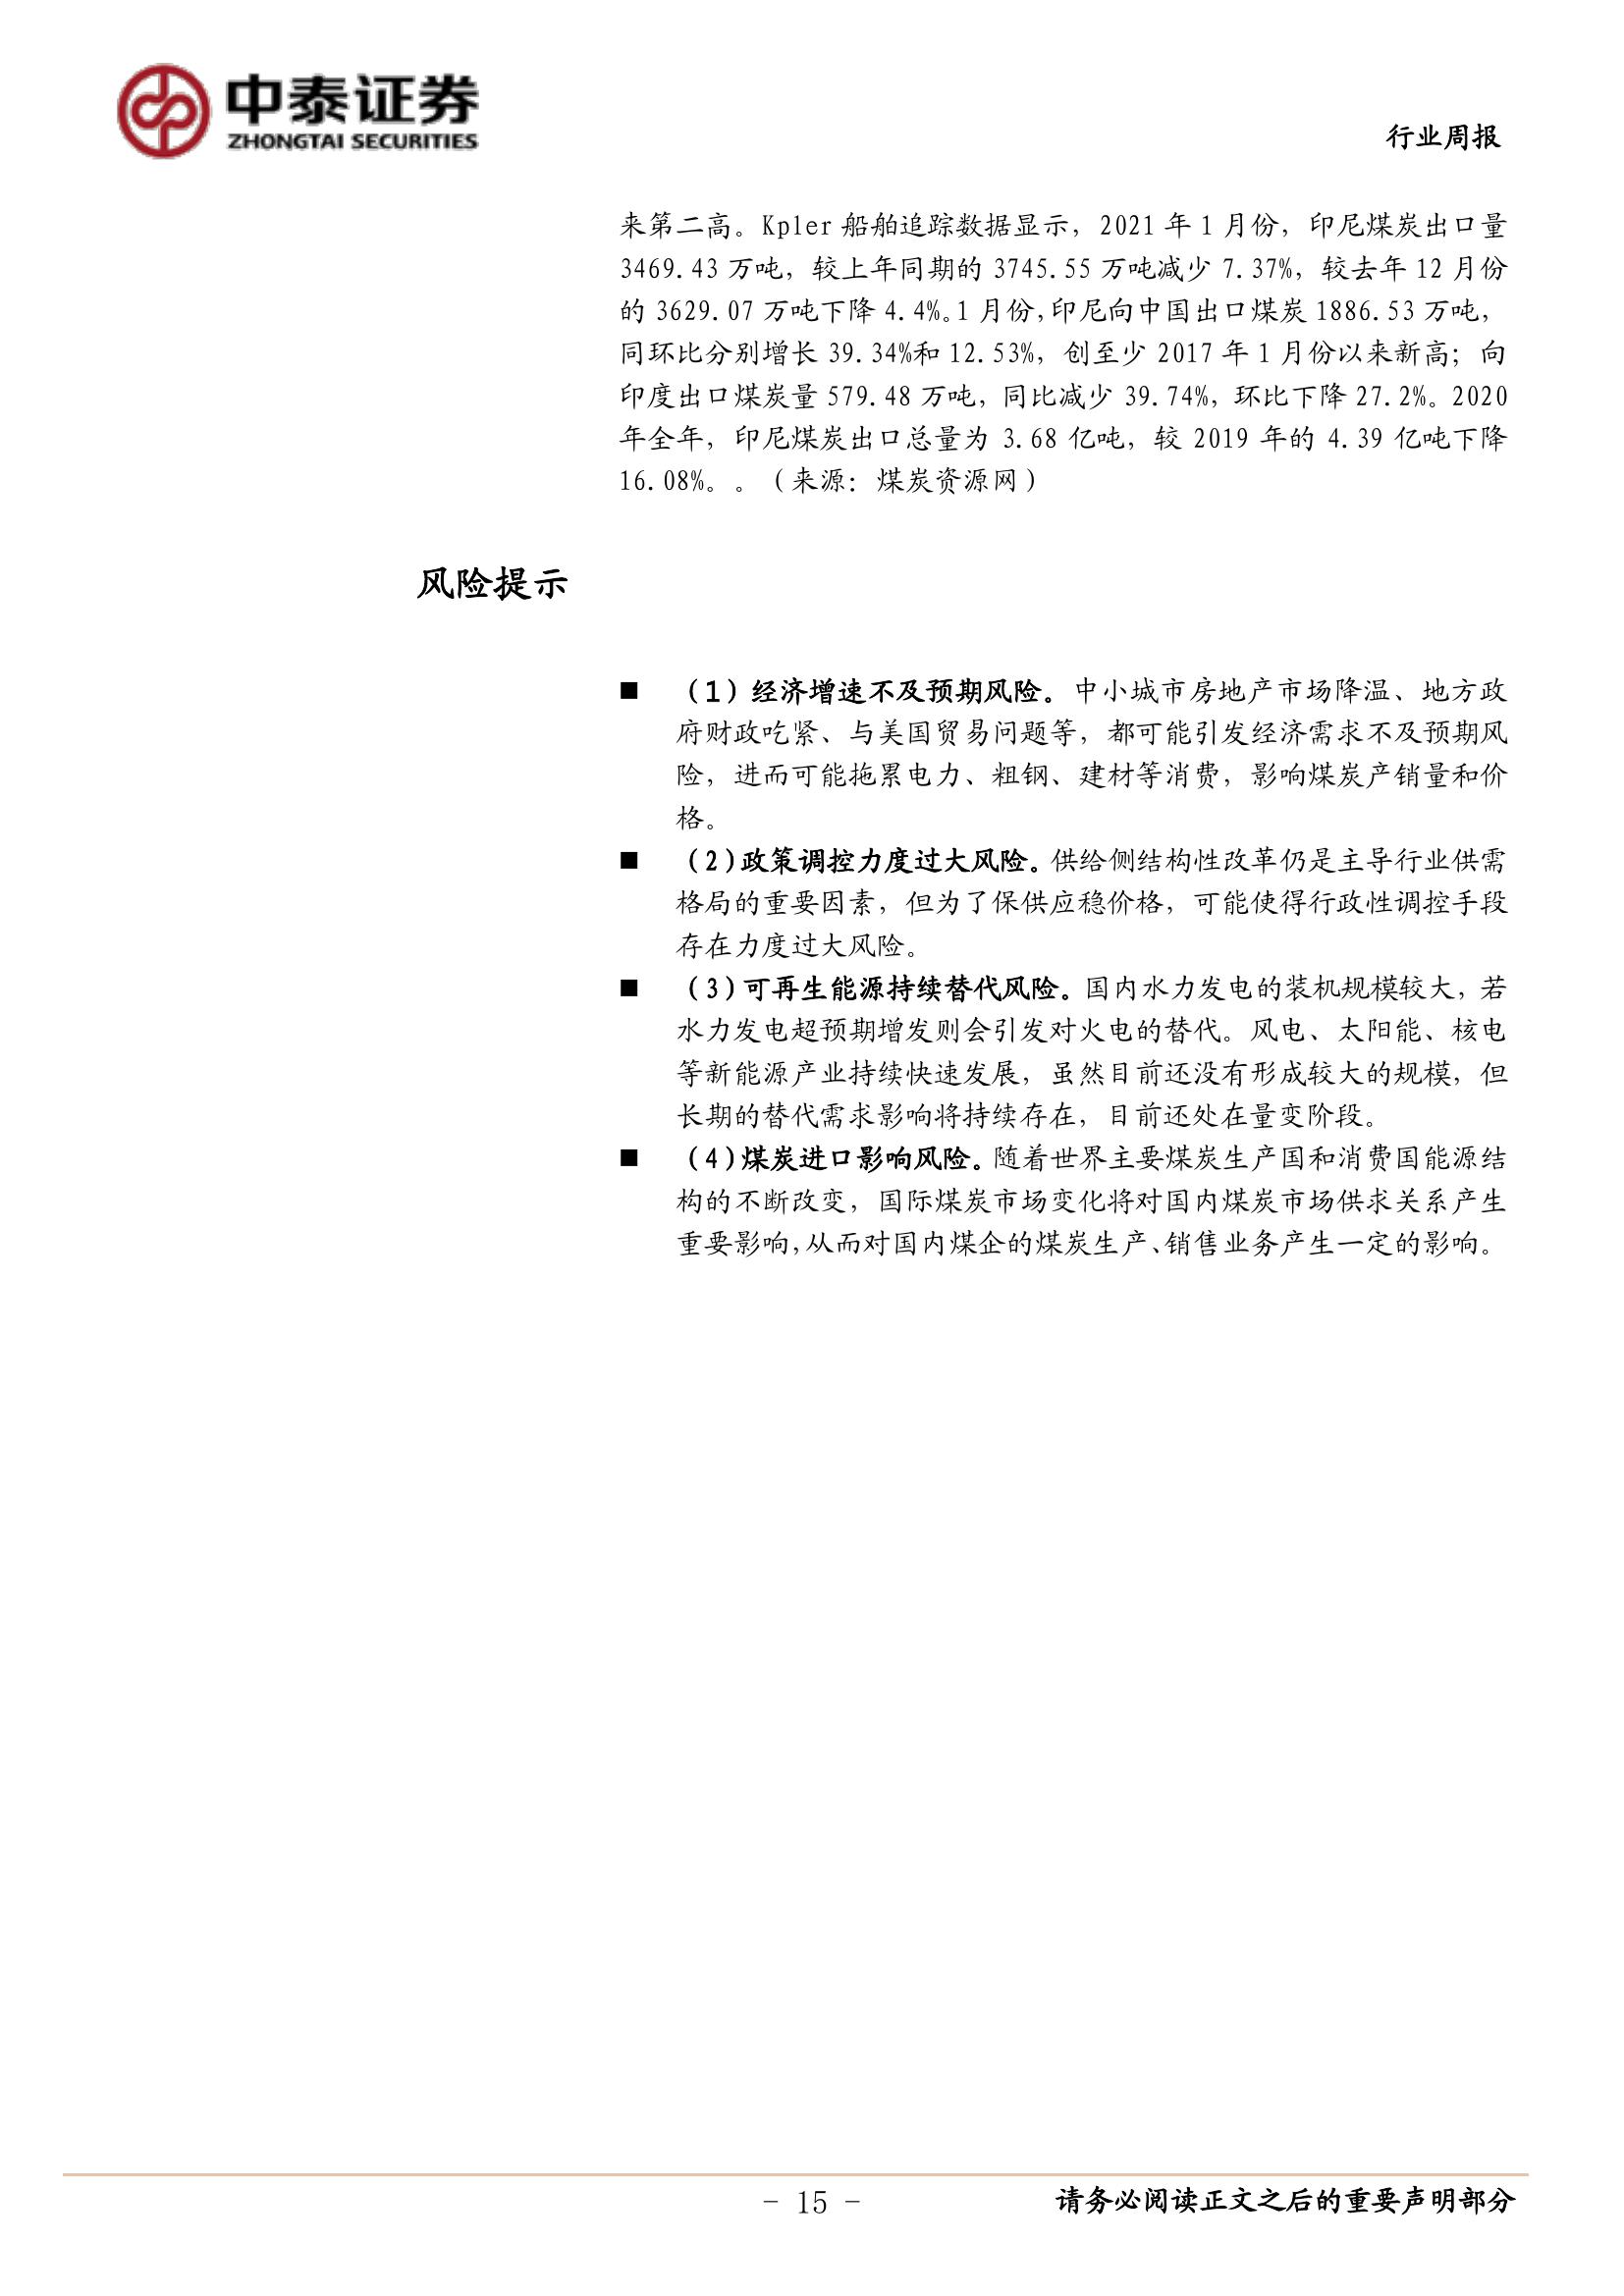 中泰证券
ZHONGTAI SECURITIES
行业周报
来第二高。Kpler 船舶追踪数据显示，2021 年 1 月份，印尼煤炭出口量
3469.43 万吨，较上年同期的 3745.55 万吨减少 7.37%，较去年 12 月份
的 3629.07 万吨下降 4.4%。1 月份，印尼向中国出口煤炭 1886.53 万吨，
同环比分别增长 39.34%和 12.53%，创至少 2017 年 1 月份以来新高；向
印度出口煤炭量 579.48 万吨，同比减少 39.74%，环比下降 27.2%。2020
年全年，印尼煤炭出口总量为 3.68 亿吨，较 2019 年的 4.39 亿吨下降
16.08%。。（来源：煤炭资源网）
风险提示
■ （1）经济增速不及预期风险。中小城市房地产市场降温、地方政
府财政吃紧、与美国贸易问题等，都可能引发经济需求不及预期风
险，进而可能拖累电力、粗钢、建材等消费，影响煤炭产销量和价
格。
■ （2）政策调控力度过大风险。供给侧结构性改革仍是主导行业供需
格局的重要因素，但为了保供应稳价格，可能使得行政性调控手段
存在力度过大风险。
■ （3）可再生能源持续替代风险。国内水力发电的装机规模较大，若
水力发电超预期增发则会引发对火电的替代。风电、太阳能、核电
等新能源产业持续快速发展，虽然目前还没有形成较大的规模，但
长期的替代需求影响将持续存在，目前还处在量变阶段。
■ （4）煤炭进口影响风险。随着世界主要煤炭生产国和消费国能源结
构的不断改变，国际煤炭市场变化将对国内煤炭市场供求关系产生
重要影响，从而对国内煤企的煤炭生产、销售业务产生一定的影响。
- 15 -
请务必阅读正文之后的重要声明部分